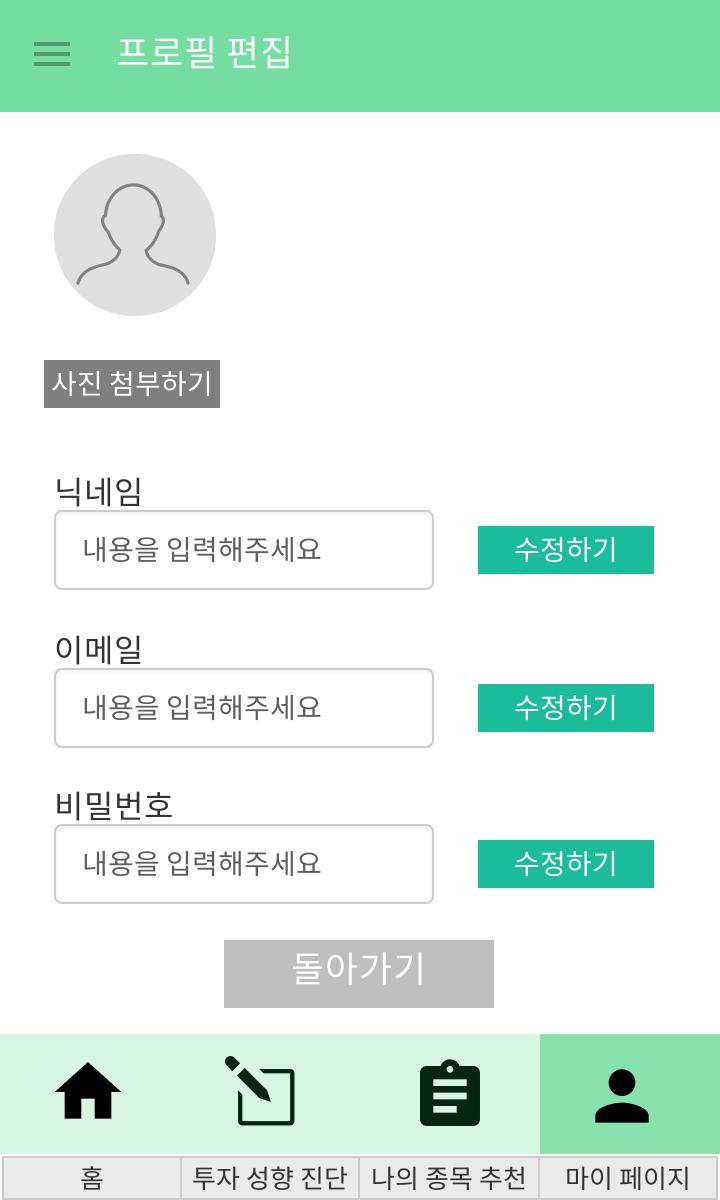 프로필 편집
사진 첨부하기
닉네임
내용을 입력해주세요 수정하기
이메일
내용을 입력해주세요 수정하기
비밀번호
내용을 입력해주세요 수정하기
돌아가기
홈 투자 성향 진단 나의 종목 추천 마이 페이지